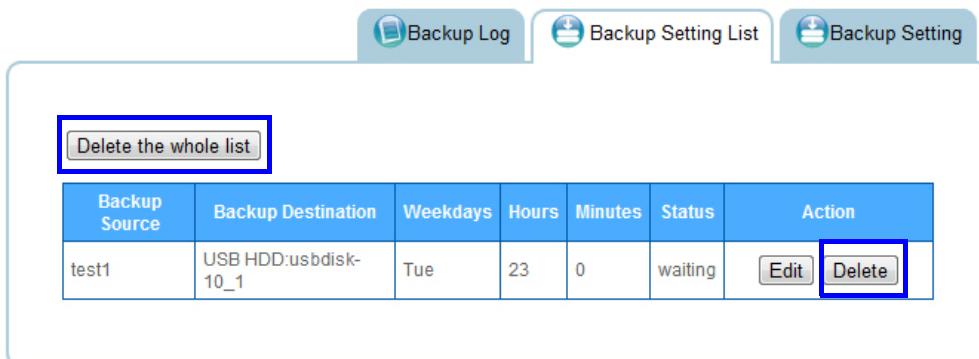 Backup Log
Backup Setting List
Backup Setting
Delete the whole list
Backup Source
Backup Destination
Weekdays
Hours
Minutes
Status
Action
test1
USB HDD:usbdisk-
10_1
Tue
23
0
waiting
Edit
Delete